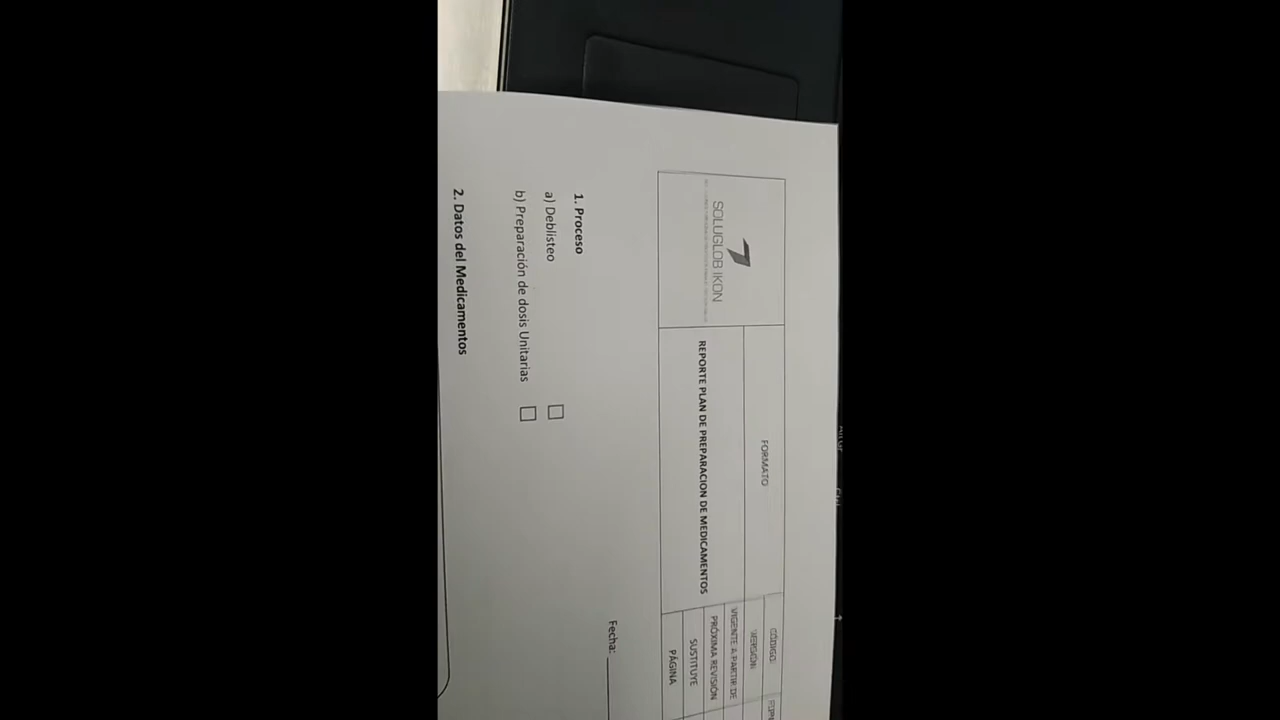 SOLUGLOB IKON
FORMATO
REPORTE PLAN DE PREPARACION DE MEDICAMENTOS
CÓDIGO:
VERSIÓN
VIGENTE A PARTIR DE
PRÓXIMA REVISIÓN
SUSTITUYE
PÁGINA
Fecha:
1. Proceso
a) Deblisteo
b) Preparación de dosis Unitarias
2. Datos del Medicamentos